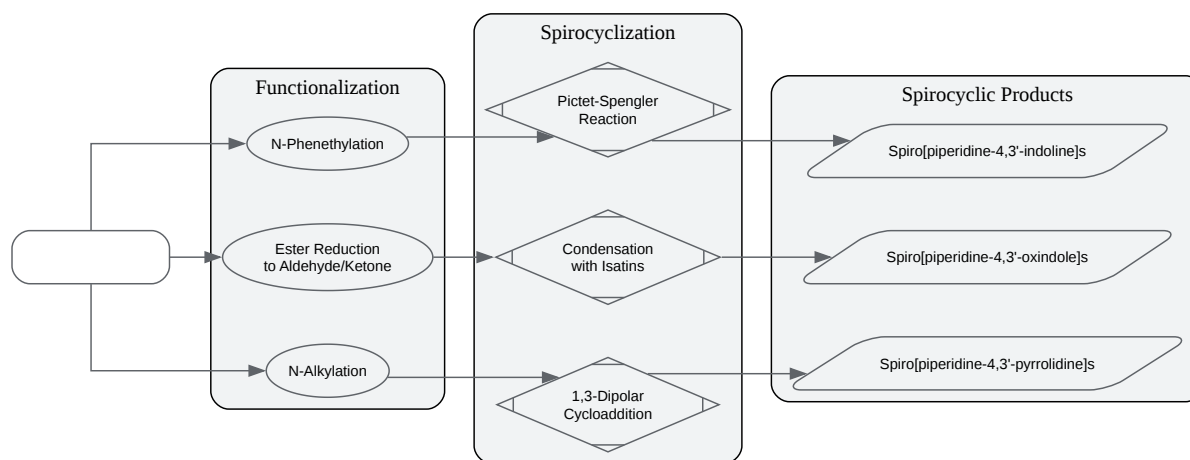 Functionalization
N-Phenethylation
Ester Reduction
to Aldehyde/Ketone
N-Alkylation
Spirocyclization
Pictet-Spengler
Reaction
Condensation
with Isatins
1,3-Dipolar
Cycloaddition
Spirocyclic Products
Spiro[piperidine-4,3'-indoline]s
Spiro[piperidine-4,3'-oxindole]s
Spiro[piperidine-4,3'-pyrrolidine]s